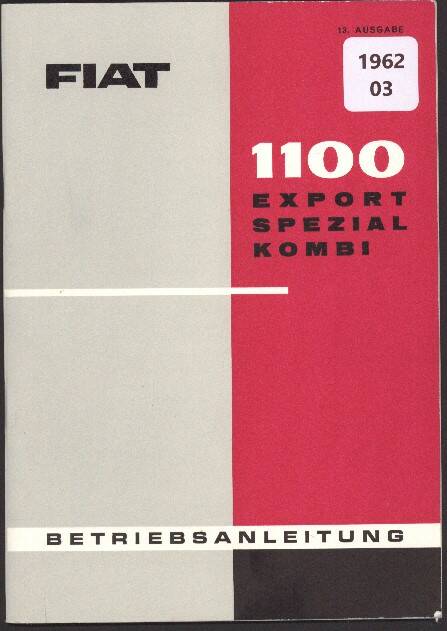 13. AUSGABE
1962
03
FIAT
1100
EXPORT
SPEZIAL
KOMBI
BETRIEBSANLEITUNG